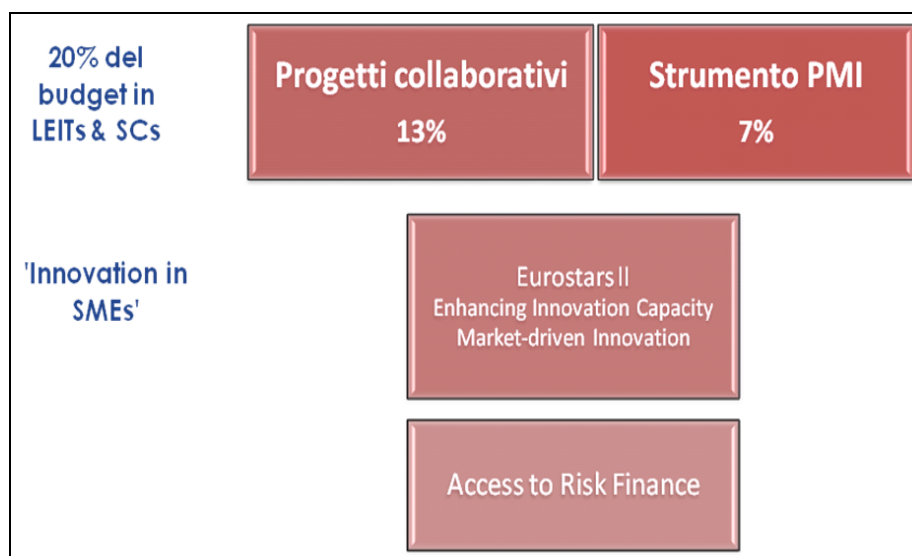 20% del
budget in
LEITs & SCs
Progetti collaborativi
13%
Strumento PMI
7%
'Innovation in
SMEs'
Eurostars II
Enhancing Innovation Capacity
Market-driven Innovation
Access to Risk Finance